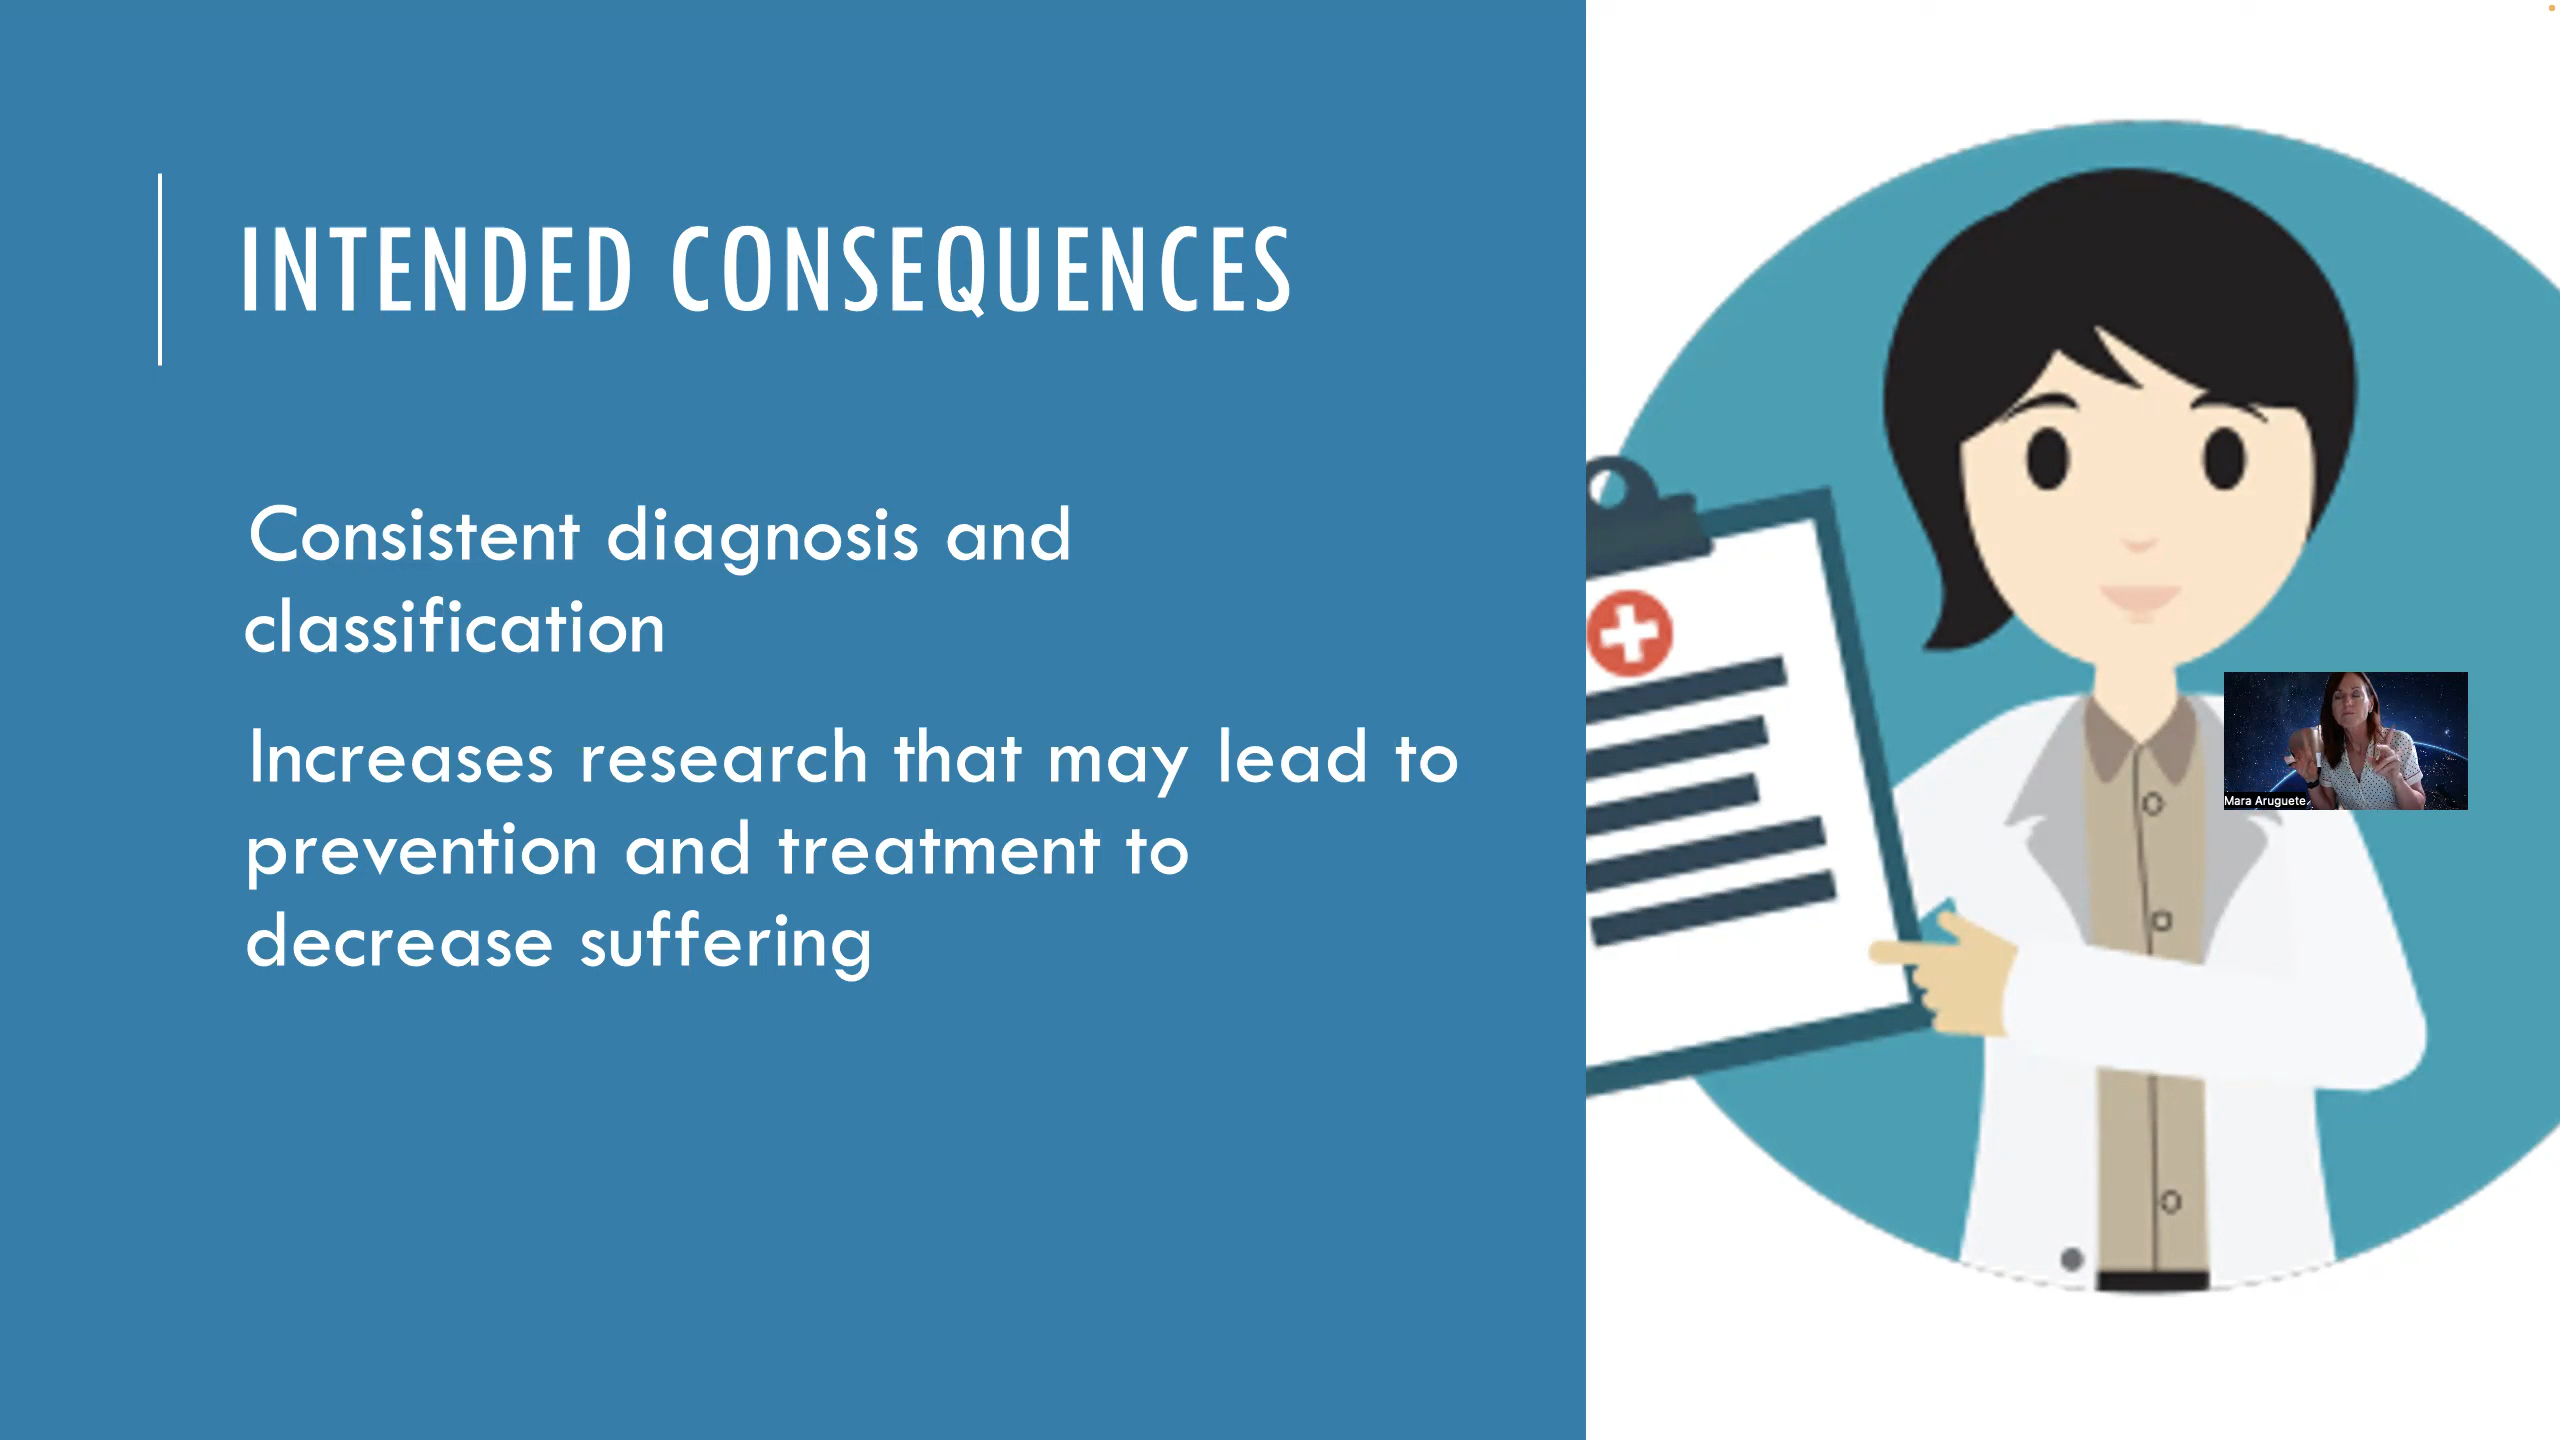 INTENDED CONSEQUENCES
Consistent diagnosis and
classification
Increases research that may lead to
prevention and treatment to
decrease suffering
Mara Aruguete